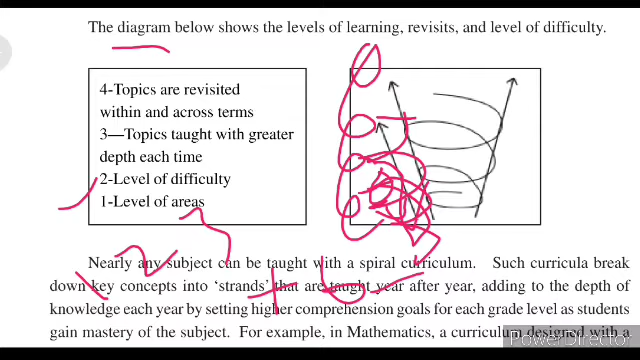 The diagram below shows the levels of learning, revisits, and level of difficulty.
4-Topics are revisited
within and across terms
3—Topics taught with greater
depth each time
2-Level of difficulty
1-Level of areas
1 2 3
Nearly any subject can be taught with a spiral curriculum. Such curricula break
down key concepts into ‘strands’ that are taught year after year, adding to the depth of
knowledge each year by setting higher comprehension goals for each grade level as students
gain mastery of the subject. For example, in Mathematics, a curriculum designed with a
PowerDirector